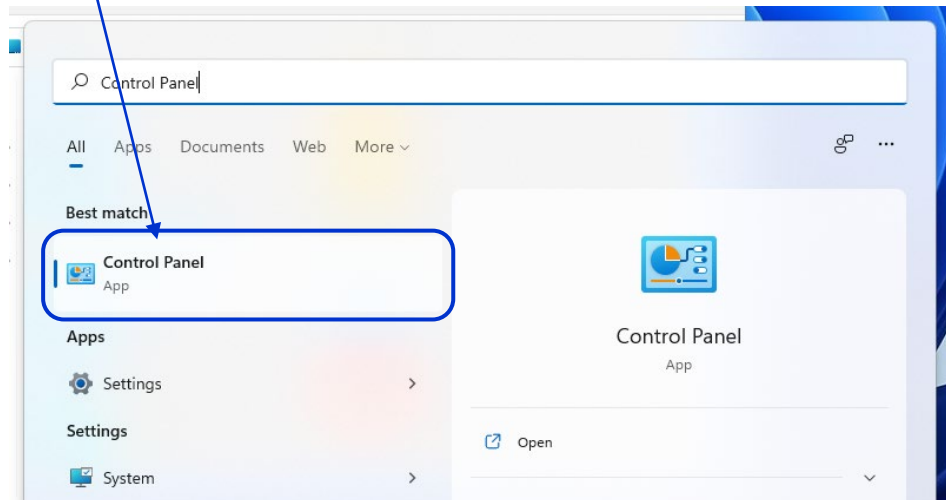 Control Panel
All Apps Documents Web More
Best match
Control Panel
App
Apps
Settings
Settings
System
Control Panel
App
Open